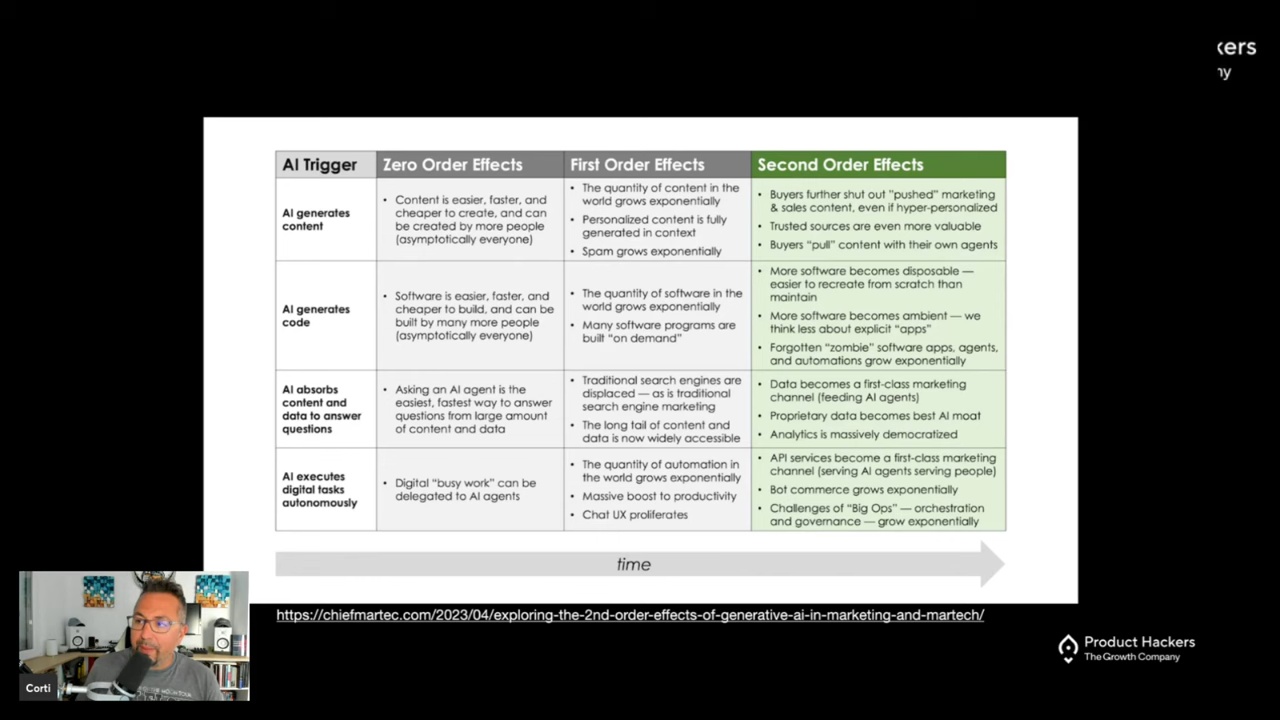 kers
ny
AI Trigger
Zero Order Effects
First Order Effects
Second Order Effects
AI generates
content
• Content is easier, faster, and
cheaper to create, and can
be created by more people
(asymptotically everyone)
• The quantity of content in the
world grows exponentially
• Personalized content is fully
generated in context
• Spam grows exponentially
• Buyers further shut out "pushed" marketing
& sales content, even if hyper-personalized
• Trusted sources are even more valuable
• Buyers "pull" content with their own agents
AI generates
code
• Software is easier, faster, and
cheaper to build, and can be
built by many more people
(asymptotically everyone)
• The quantity of software in the
world grows exponentially
• Many software programs are
built "on demand"
• More software becomes disposable —
easier to recreate from scratch than
maintain
• More software becomes ambient — we
think less about explicit "apps"
• Forgotten "zombie" software apps, agents,
and automations grow exponentially
AI absorbs
content and
data to answer
questions
• Asking an AI agent is the
easiest, fastest way to answer
questions from large amount
of content and data
• Traditional search engines are
displaced — as is traditional
search engine marketing
• The long tail of content and
data is now widely accessible
• Data becomes a first-class marketing
channel (feeding AI agents)
• Proprietary data becomes best AI moat
• Analytics is massively democratized
AI executes
digital tasks
autonomously
• Digital "busy work" can be
delegated to AI agents
• The quantity of automation in
the world grows exponentially
• Massive boost to productivity
• Chat UX proliferates
• API services become a first-class marketing
channel (serving AI agents serving people)
• Bot commerce grows exponentially
• Challenges of "Big Ops" — orchestration
and governance — grow exponentially
time
https://chiefmartec.com/2023/04/exploring-the-2nd-order-effects-of-generative-ai-in-marketing-and-martech/
Product Hackers
The Growth Company
Corti